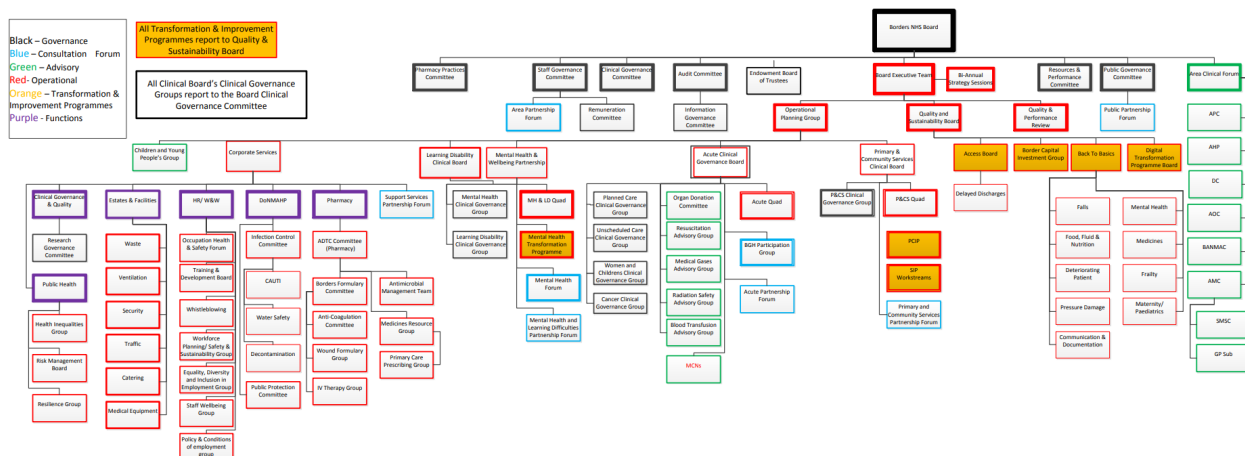 Black – Governance
Blue – Consultation Forum
Green – Advisory
Red- Operational
Orange – Transformation &
Improvement Programmes
Purple - Functions
All Transformation & Improvement
Programmes report to Quality &
Sustainability Board
All Clinical Board's Clinical Governance
Groups report to the Board Clinical
Governance Committee
Borders NHS Board
Pharmacy Practices
Committee
Staff Governance
Committee
Clinical Governance
Committee
Audit Committee
Endowment Board
of Trustees
Board Executive Team
Bi-Annual
Strategy Sessions
Resources &
Performance
Committee
Public Governance
Committee
Area Clinical Forum
Area Partnership
Forum
Remuneration
Committee
Information
Governance
Committee
Operational
Planning Group
Quality and
Sustainability Board
Quality &
Performance
Review
Public Partnership
Forum
APC
AHP
DC
AOC
BANMAC
AMC
SMSC
GP Sub
Children and Young
People's Group
Corporate Services
Learning Disability
Clinical Board
Mental Health &
Wellbeing Partnership
Acute Clinical
Governance Board
Primary &
Community Services
Clinical Board
Access Board
Border Capital
Investment Group
Back To Basics
Digital
Transformation
Programme Board
Clinical Governance
& Quality
Estates & Facilities
HR/ W&W
DoNMAHP
Pharmacy
Support Services
Partnership Forum
Research
Governance
Committee
Public Health
Health Inequalities
Group
Risk Management
Board
Resilience Group
Waste
Ventilation
Security
Traffic
Catering
Medical Equipment
Occupation Health
& Safety Forum
Training &
Development Board
Whistleblowing
Workforce
Planning/ Safety &
Sustainability Group
Equality, Diversity
and Inclusion in
Employment Group
Staff Wellbeing
Group
Policy & Conditions
of employment
group
Infection Control
Committee
CAUTI
Water Safety
Decontamination
Public Protection
Committee
ADTC Committee
(Pharmacy)
Borders Formulary
Committee
Anti-Coagulation
Committee
Wound Formulary
Group
IV Therapy Group
Antimicrobial
Management Team
Medicines Resource
Group
Primary Care
Prescribing Group
Mental Health
Clinical Governance
Group
Learning Disability
Clinical Governance
Group
MH & LD Quad
Mental Health
Transformation
Programme
Mental Health
Forum
Mental Health and
Learning Difficulties
Partnership Forum
Planned Care Clinical
Governance Group
Unscheduled Care
Clinical Governance
Group
Women and
Childrens Clinical
Governance Group
Cancer Clinical
Governance Group
Organ Donation
Committee
Resuscitation
Advisory Group
Medical Gases
Advisory Group
Radiation Safety
Advisory Group
Blood Transfusion
Advisory Group
MCNs
Acute Quad
BGH Participation
Group
Acute Partnership
Forum
P&CS Clinical
Governance Group
P&CS Quad
PCIP
SIP
Workstreams
Primary and
Community Services
Partnership Forum
Delayed Discharges
Falls
Food, Fluid &
Nutrition
Deteriorating
Patient
Pressure Damage
Communication &
Documentation
Mental Health
Medicines
Frailty
Maternity/
Paediatrics